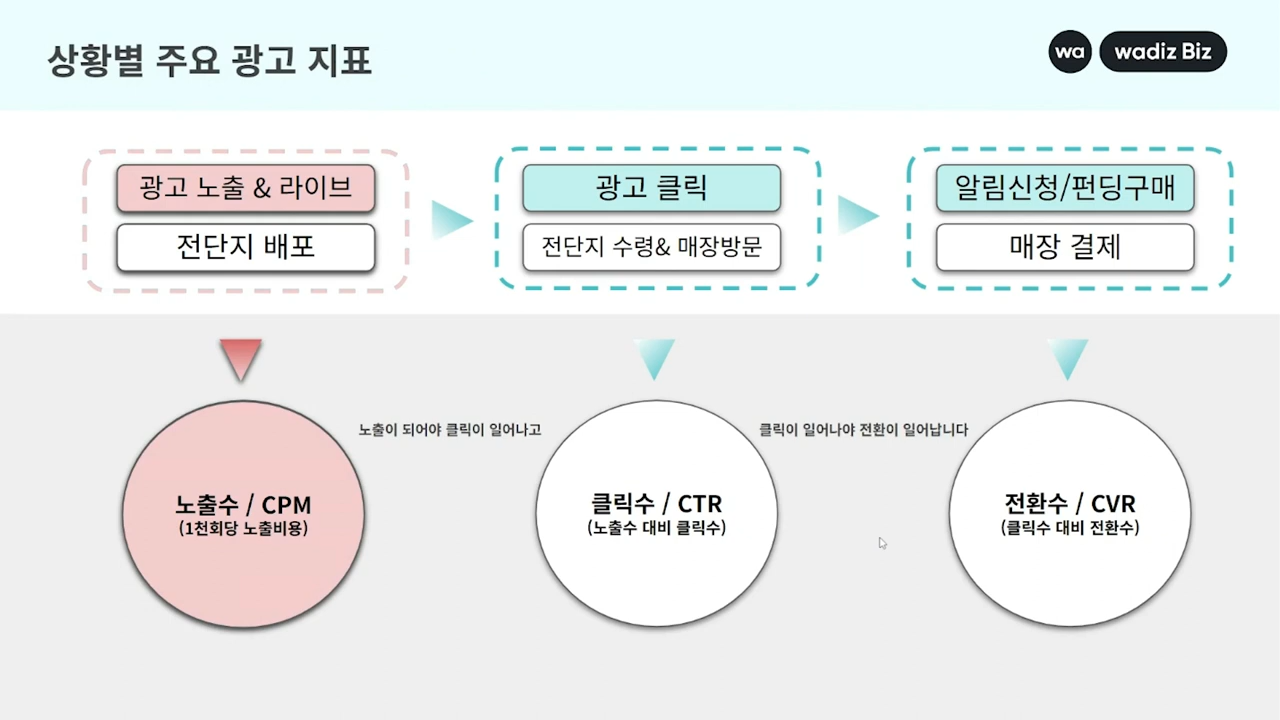 상황별 주요 광고 지표
wa
wadiz Biz
광고 노출 & 라이브
전단지 배포
광고 클릭
전단지 수령& 매장방문
알림신청/펀딩구매
매장 결제
노출이 되어야 클릭이 일어나고
클릭이 일어나야 전환이 일어납니다
노출수 / CPM
(1천회당 노출비용)
클릭수 / CTR
(노출수 대비 클릭수)
전환수 / CVR
(클릭수 대비 전환수)